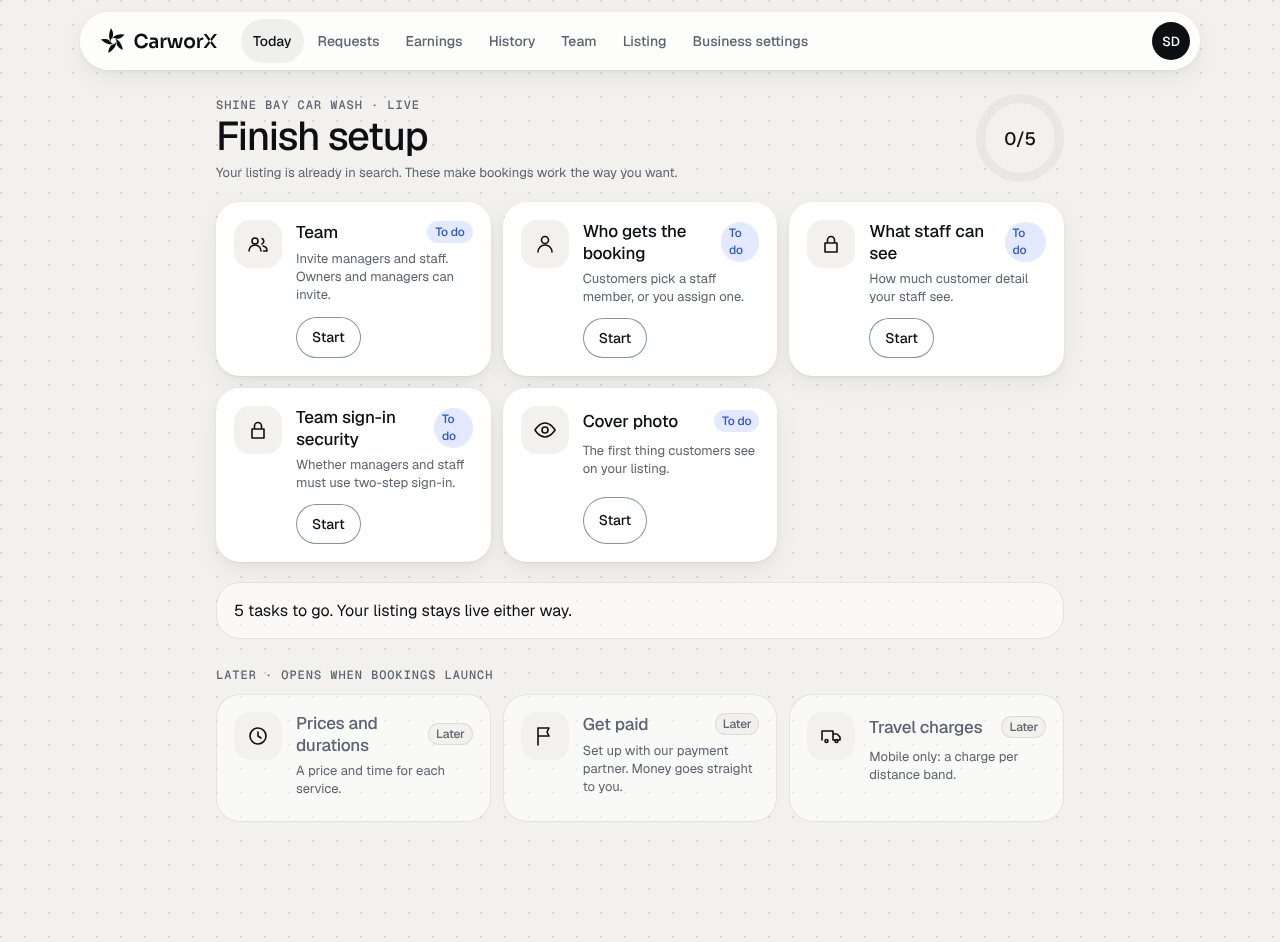 CarworX
Today
Requests
Earnings
History
Team
Listing
Business settings
SD
SHINE BAY CAR WASH · LIVE
Finish setup
Your listing is already in search. These make bookings work the way you want.
0/5
Team
To do
Invite managers and staff.
Owners and managers can
invite.
Start
Who gets the
booking
To
do
Customers pick a staff
member, or you assign one.
Start
What staff can
see
To
do
How much customer detail
your staff see.
Start
Team sign-in
security
To
do
Whether managers and staff
must use two-step sign-in.
Start
Cover photo
To do
The first thing customers see
on your listing.
Start
5 tasks to go. Your listing stays live either way.
LATER · OPENS WHEN BOOKINGS LAUNCH
Prices and
durations
Later
A price and time for each
service.
Get paid
Later
Set up with our payment
partner. Money goes straight
to you.
Travel charges
Later
Mobile only: a charge per
distance band.